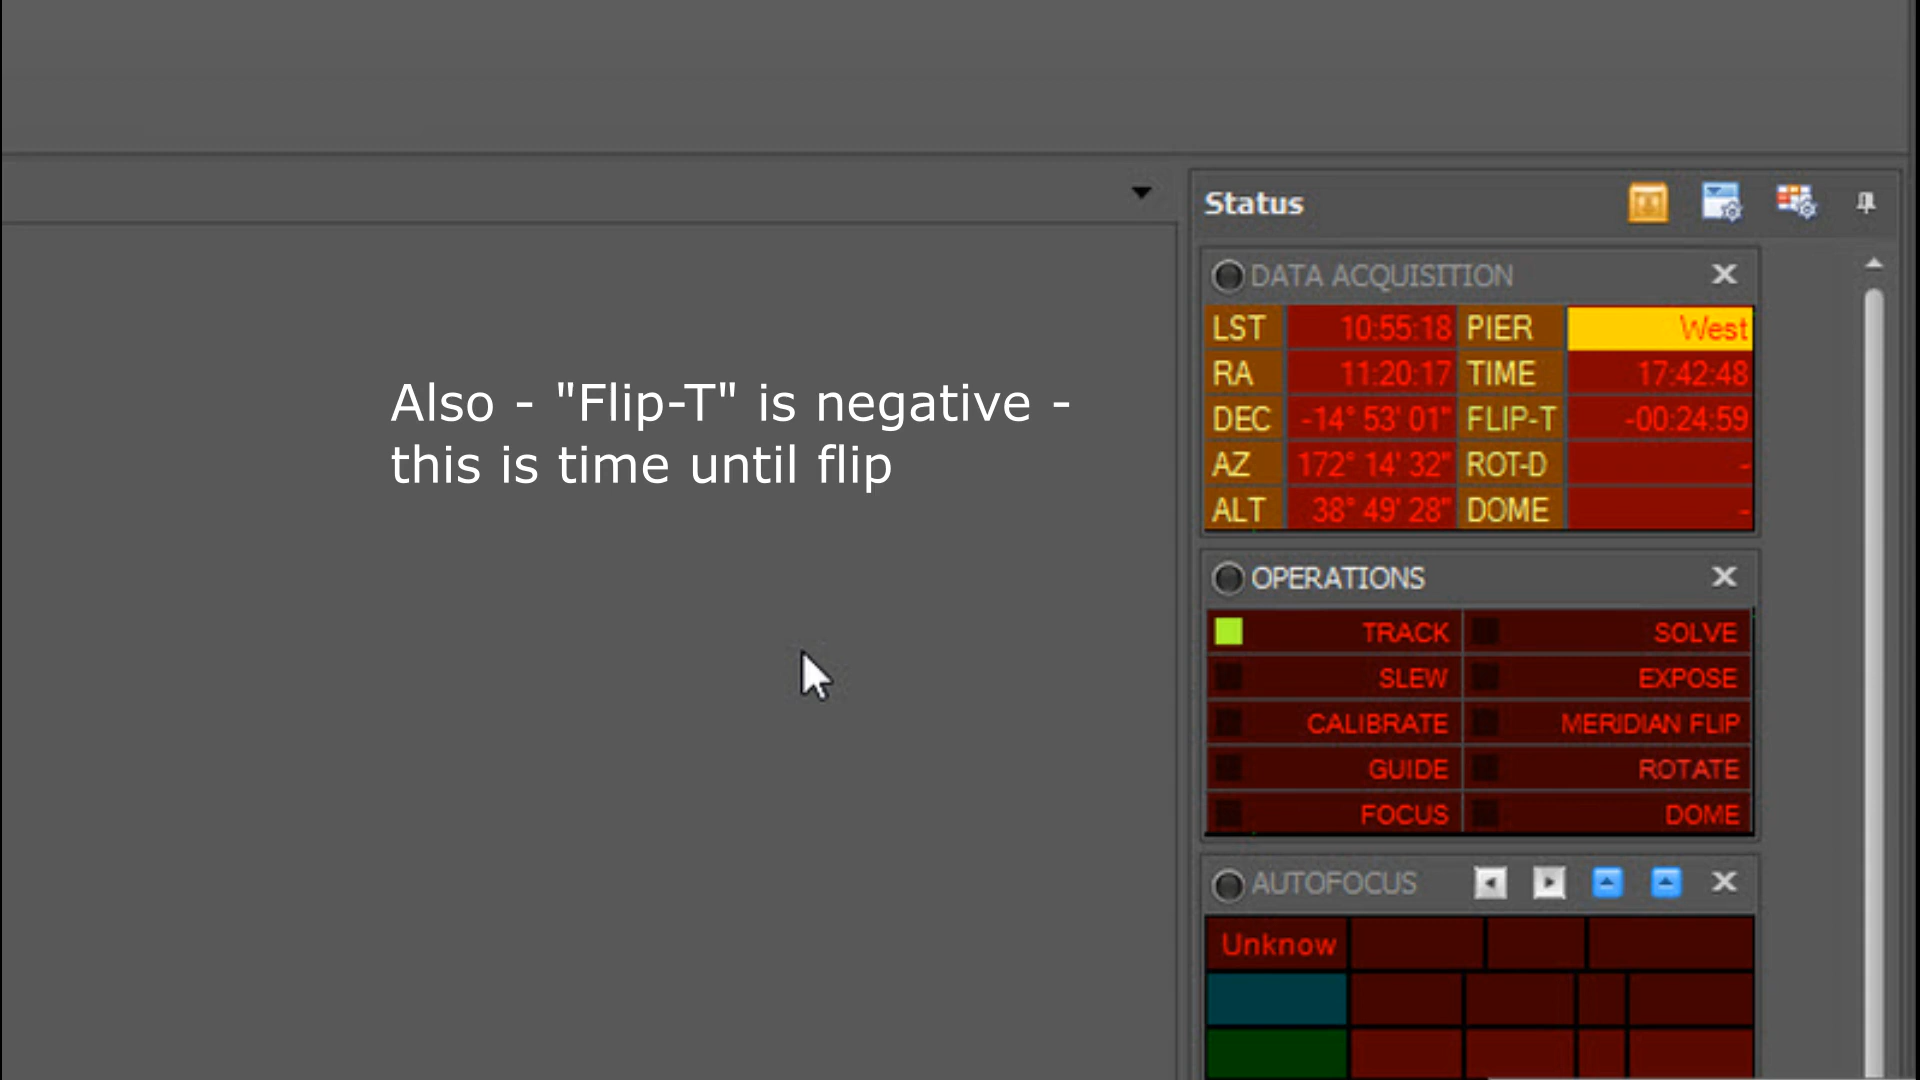 Status
DATA ACQUISITION
LST 10:55:18 PIER West
RA 11:20:17 TIME 17:42:48
DEC -14° 53' 01" FLIP-T -00:24:59
AZ 172° 14' 32" ROT-D -
ALT 38° 49' 28" DOME -
Also - "Flip-T" is negative -
this is time until flip
OPERATIONS
TRACK SOLVE
SLEW EXPOSE
CALIBRATE MERIDIAN FLIP
GUIDE ROTATE
FOCUS DOME
AUTOFOCUS
Unknow